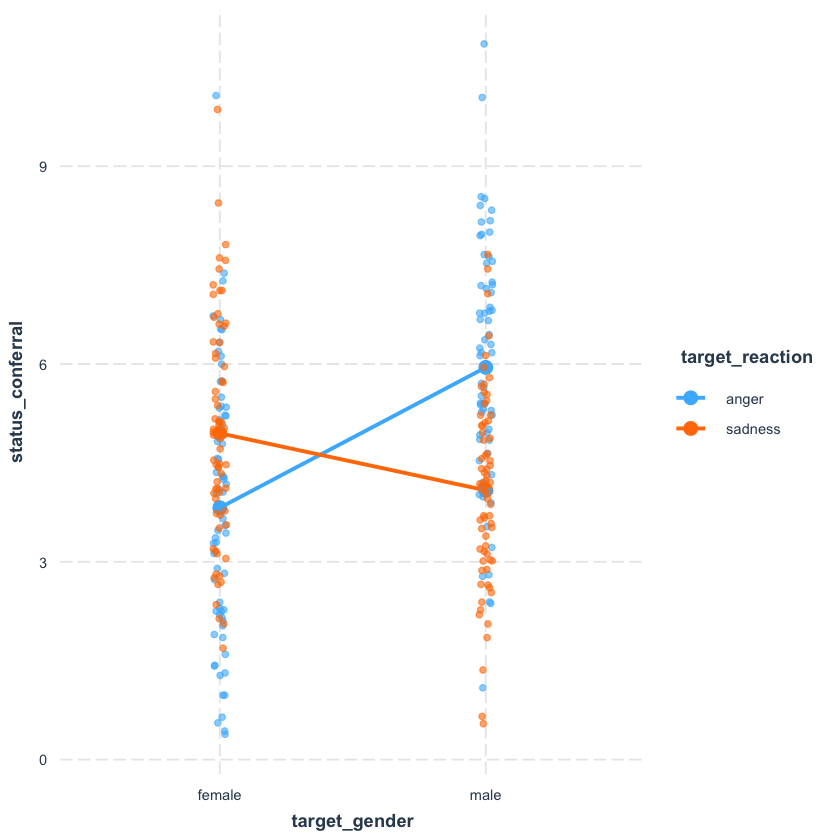 status_conferral
9
6
3
0
female
male
target_gender
target_reaction
anger
sadness